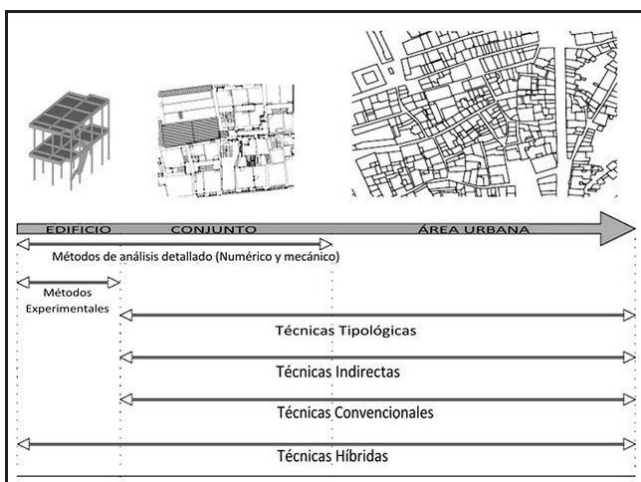 EDIFICIO CONJUNTO ÁREA URBANA
Métodos de análisis detallado (Numérico y mecánico)
Métodos
Experimentales
Técnicas Tipológicas
Técnicas Indirectas
Técnicas Convencionales
Técnicas Híbridas